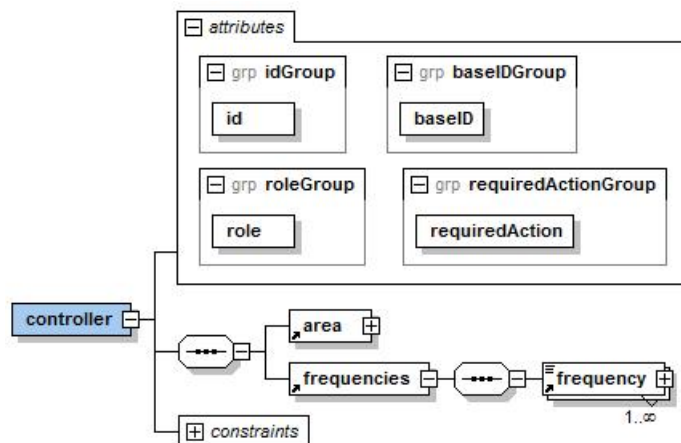 attributes
grp idGroup
grp baseIDGroup
id
baseID
grp roleGroup
grp requiredActionGroup
role
requiredAction
controller
area
frequencies
frequency
1..∞
constraints